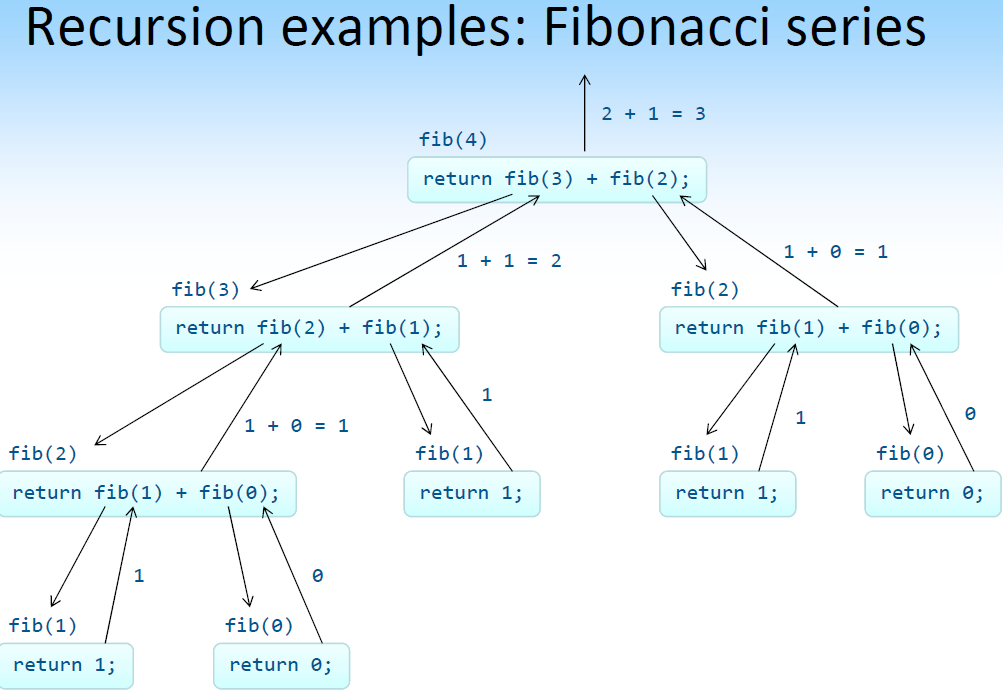 Recursion examples: Fibonacci series
2 + 1 = 3
fib(4)
return fib(3) + fib(2);
1 + 1 = 2
1 + 0 = 1
fib(3)
return fib(2) + fib(1);
fib(2)
return fib(1) + fib(0);
1 + 0 = 1
1
1
0
fib(2)
return fib(1) + fib(0);
fib(1)
return 1;
fib(1)
return 1;
fib(0)
return 0;
1
0
fib(1)
return 1;
fib(0)
return 0;